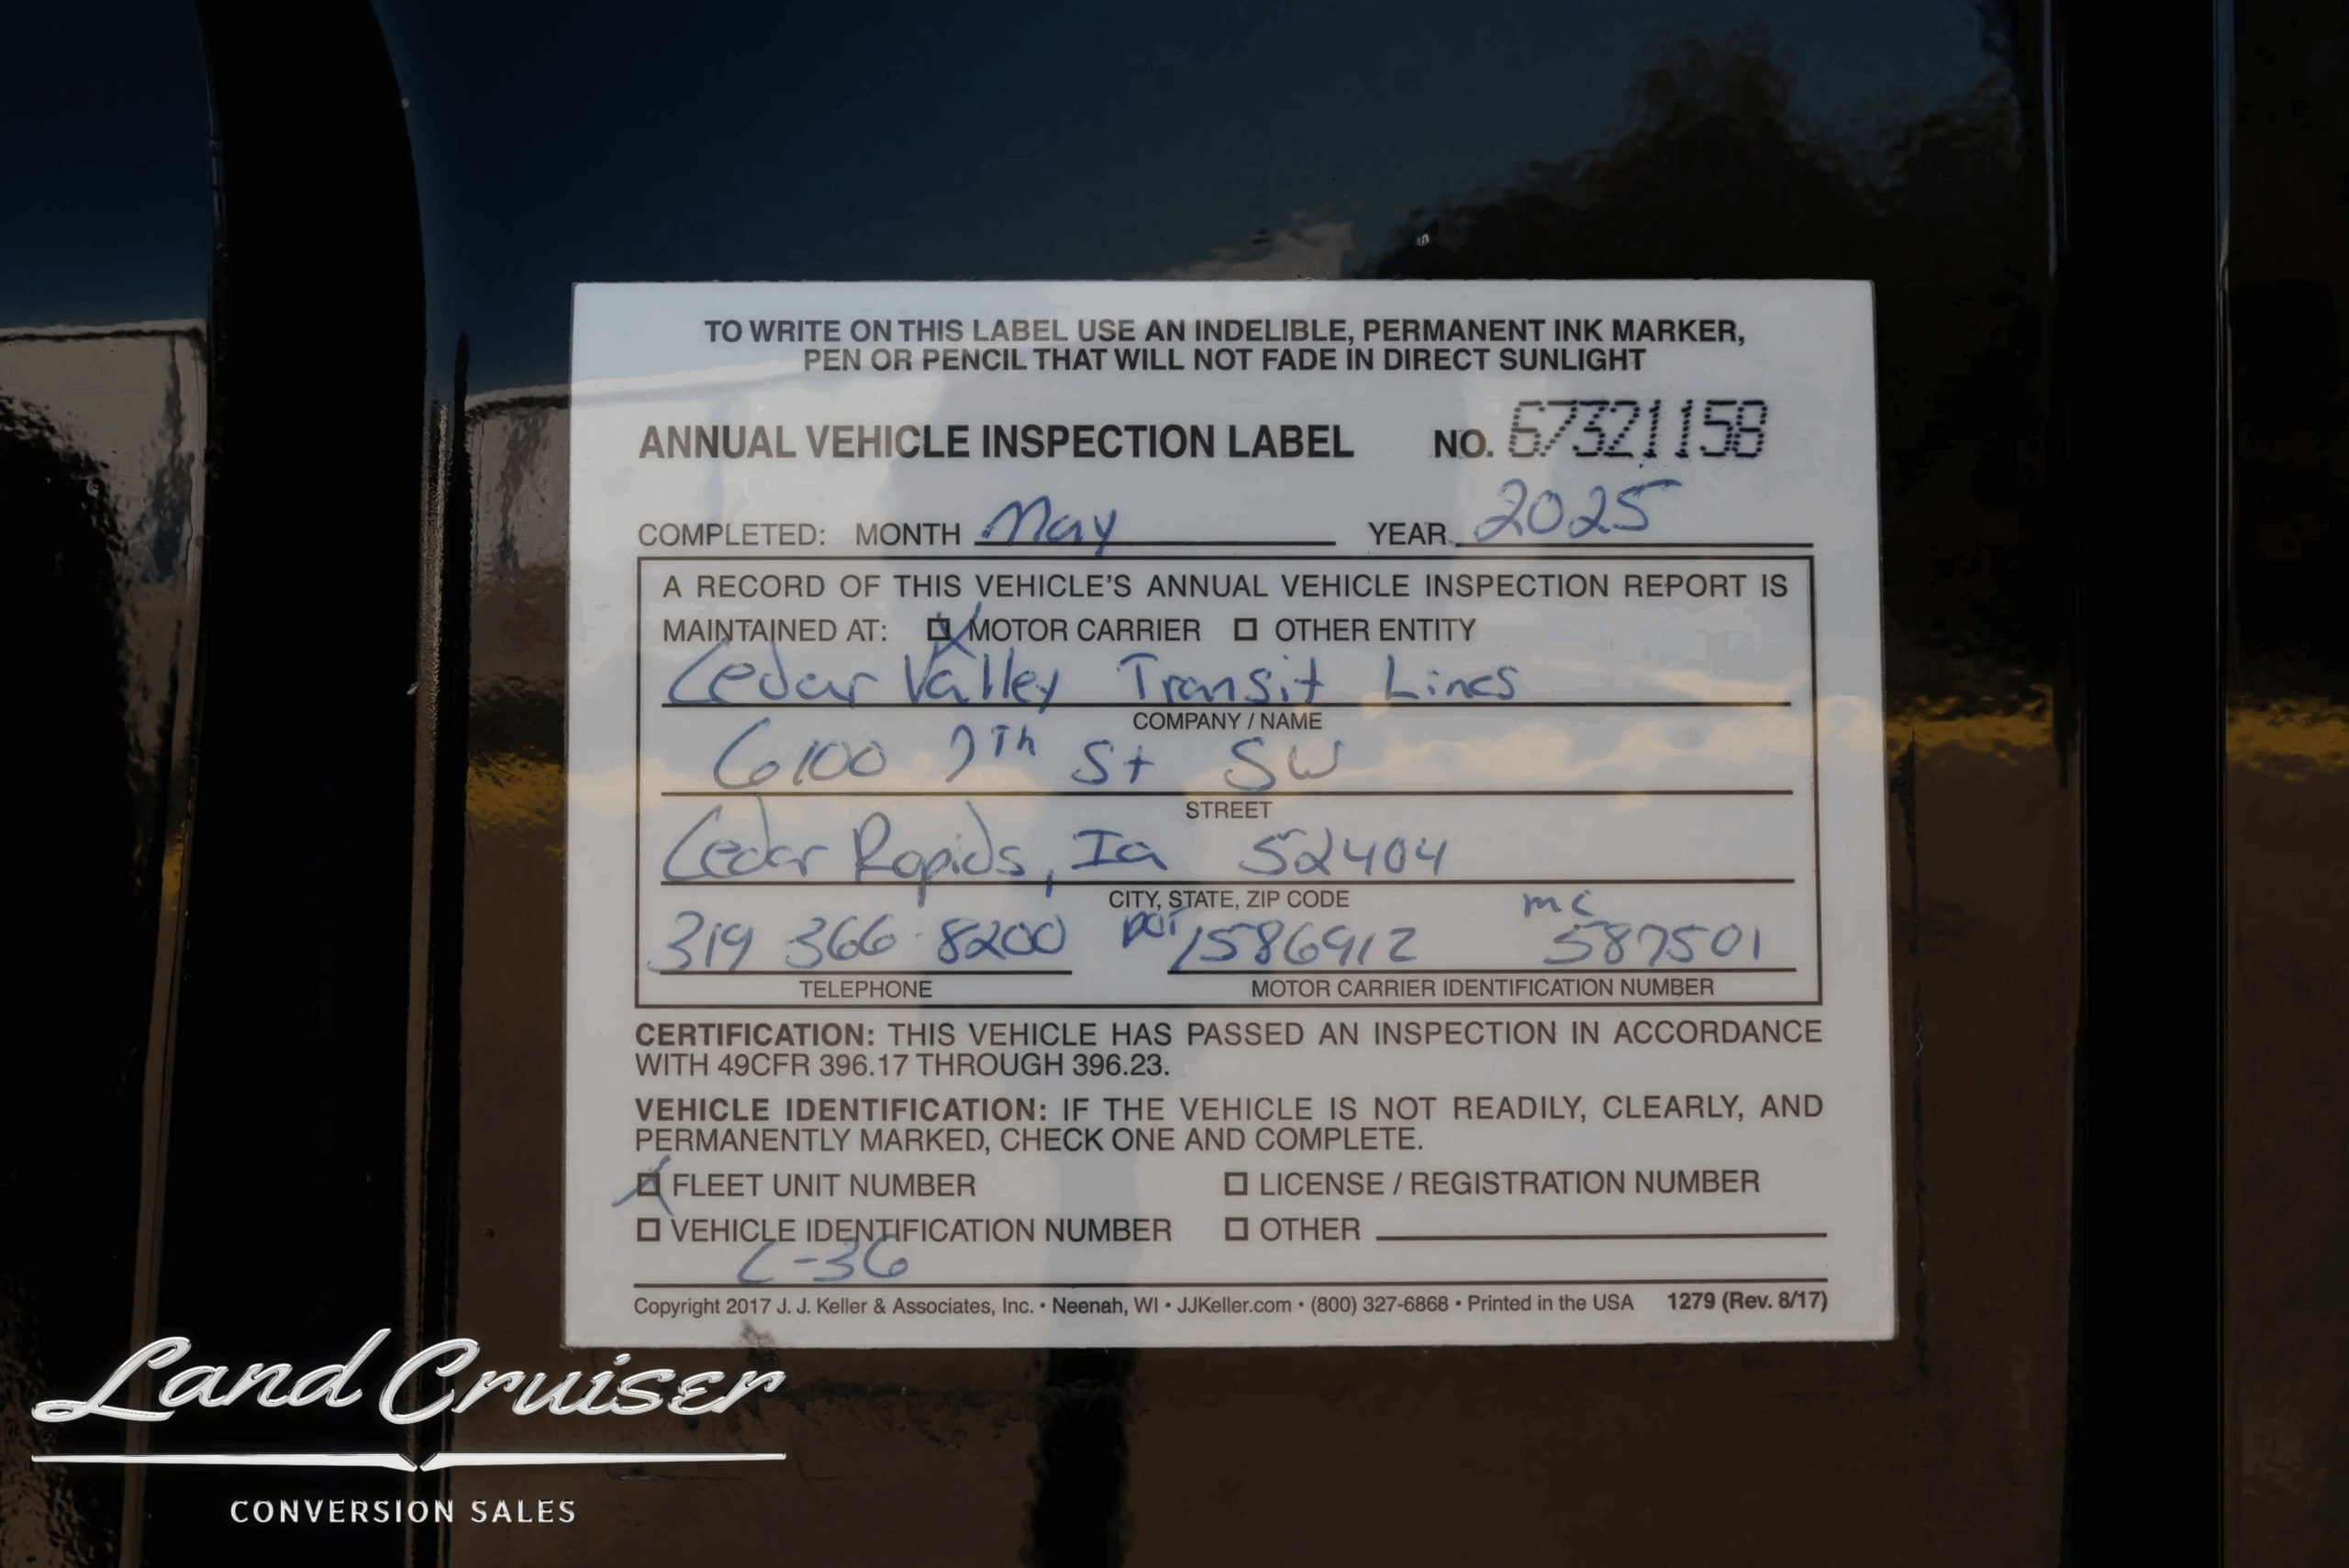 TO WRITE ON THIS LABEL USE AN INDELIBLE, PERMANENT INK MARKER,
PEN OR PENCIL THAT WILL NOT FADE IN DIRECT SUNLIGHT
ANNUAL VEHICLE INSPECTION LABEL NO. 67321158
COMPLETED: MONTH May YEAR 2025
A RECORD OF THIS VEHICLE'S ANNUAL VEHICLE INSPECTION REPORT IS
MAINTAINED AT: MOTOR CARRIER OTHER ENTITY
Cedar Valley Transit Lines
COMPANY / NAME
6100 7th St SW
STREET
Cedar Rapids, Ia 52404
CITY, STATE, ZIP CODE
319 366-8200 DOT 1586912 mc 587501
TELEPHONE MOTOR CARRIER IDENTIFICATION NUMBER
CERTIFICATION: THIS VEHICLE HAS PASSED AN INSPECTION IN ACCORDANCE
WITH 49CFR 396.17 THROUGH 396.23.
VEHICLE IDENTIFICATION: IF THE VEHICLE IS NOT READILY, CLEARLY, AND
PERMANENTLY MARKED, CHECK ONE AND COMPLETE.
FLEET UNIT NUMBER LICENSE / REGISTRATION NUMBER
VEHICLE IDENTIFICATION NUMBER OTHER
C-36
Copyright 2017 J. J. Keller & Associates, Inc. • Neenah, WI • JJKeller.com • (800) 327-6868 • Printed in the USA 1279 (Rev. 8/17)
Land Cruiser
CONVERSION SALES